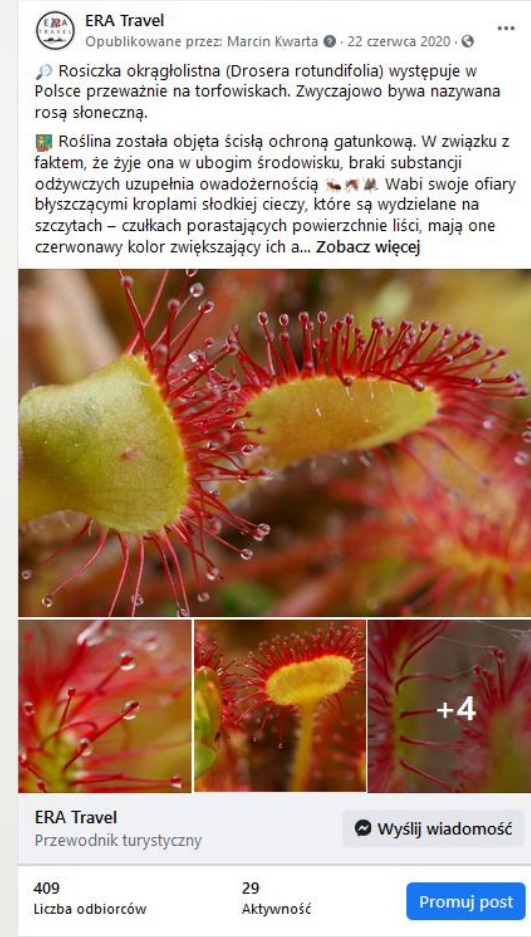 ERA
TRAVEL
ERA Travel
Opublikowane przez: Marcin Kwarta · 22 czerwca 2020 ·
Rosiczka okrągłolistna (Drosera rotundifolia) występuje w
Polsce przeważnie na torfowiskach. Zwyczajowo bywa nazywana
rosą słoneczną.
Roślina została objęta ścisłą ochroną gatunkową. W związku z
faktem, że żyje ona w ubogim środowisku, braki substancji
odżywczych uzupełnia owadożernością Wabi swoje ofiary
błyszczącymi kroplami słodkiej cieczy, które są wydzielane na
szczytach – czułkach porastających powierzchnie liści, mają one
czerwonawy kolor zwiększający ich a... Zobacz więcej
+4
ERA Travel
Przewodnik turystyczny
Wyślij wiadomość
409
Liczba odbiorców
29
Aktywność
Promuj post